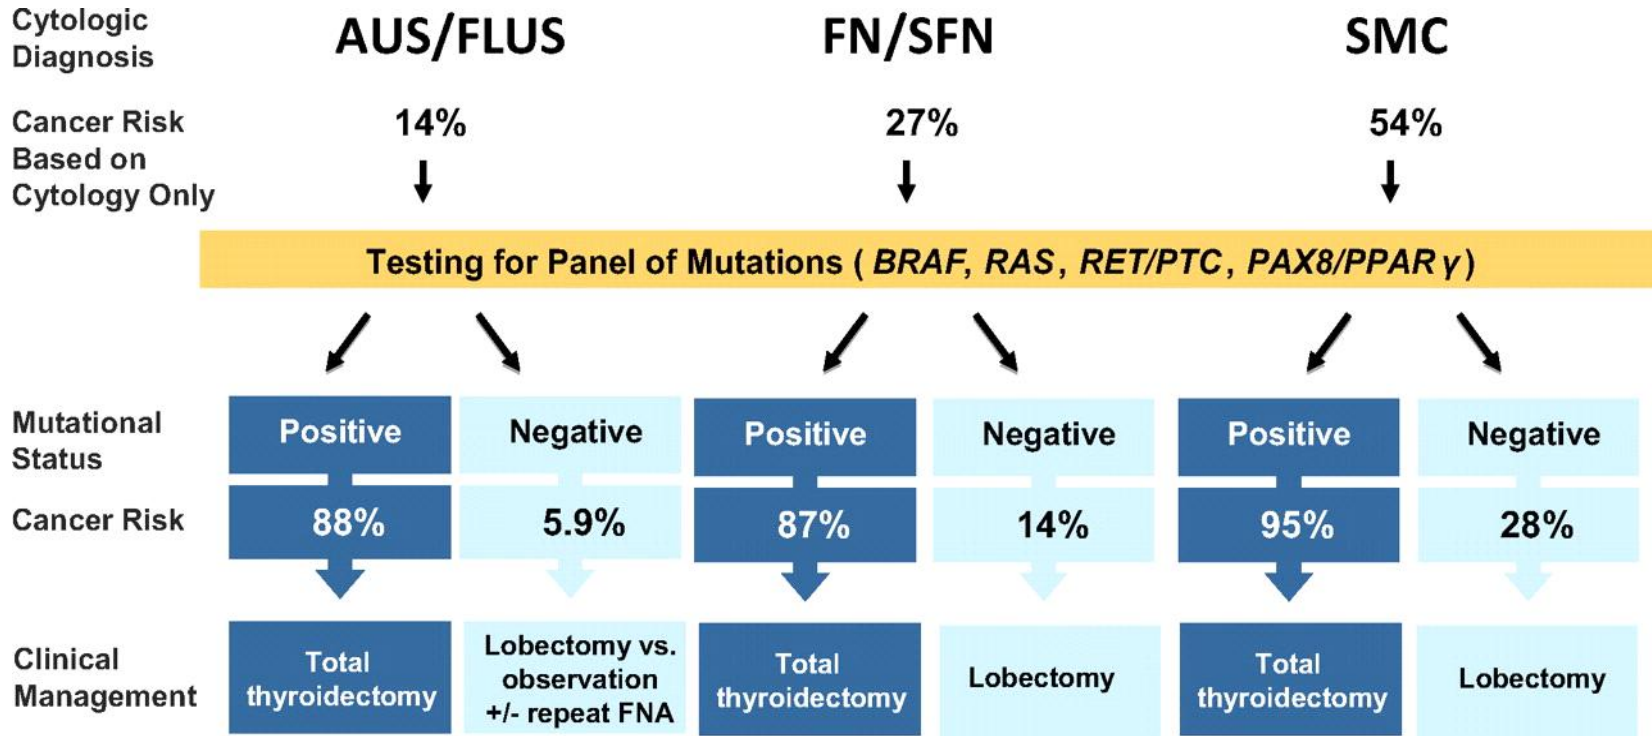 Cytologic
Diagnosis
AUS/FLUS
FN/SFN
SMC
Cancer Risk
Based on
Cytology Only
14%
27%
54%
Testing for Panel of Mutations ( BRAF, RAS, RET/PTC, PAX8/PPAR γ )
Mutational
Status
Positive
Negative
Positive
Negative
Positive
Negative
Cancer Risk
88%
5.9%
87%
14%
95%
28%
Clinical
Management
Total
thyroidectomy
Lobectomy vs.
observation
+/- repeat FNA
Total
thyroidectomy
Lobectomy
Total
thyroidectomy
Lobectomy